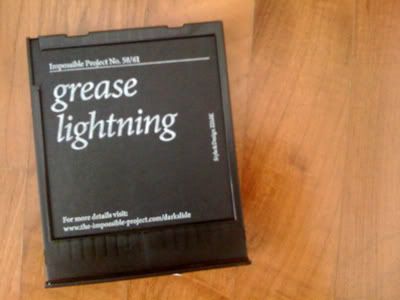 Impossible Project No. 58/61
grease
lightning
For more details visit:
www.the-impossible-project.com/darkslide